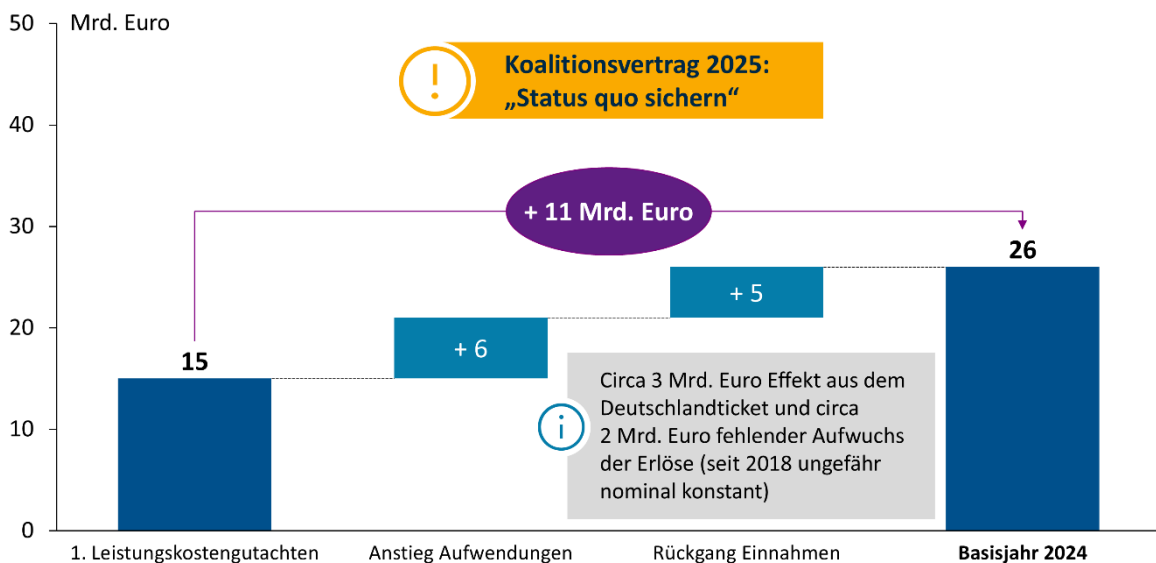 50
Mrd. Euro
Koalitionsvertrag 2025:
„Status quo sichern“
40
+ 11 Mrd. Euro
30
26
+ 5
20
15
+ 6
Circa 3 Mrd. Euro Effekt aus dem
Deutschlandticket und circa
2 Mrd. Euro fehlender Aufwuchs
der Erlöse (seit 2018 ungefähr
nominal konstant)
10
0
1. Leistungskostengutachten
Anstieg Aufwendungen
Rückgang Einnahmen
Basisjahr 2024